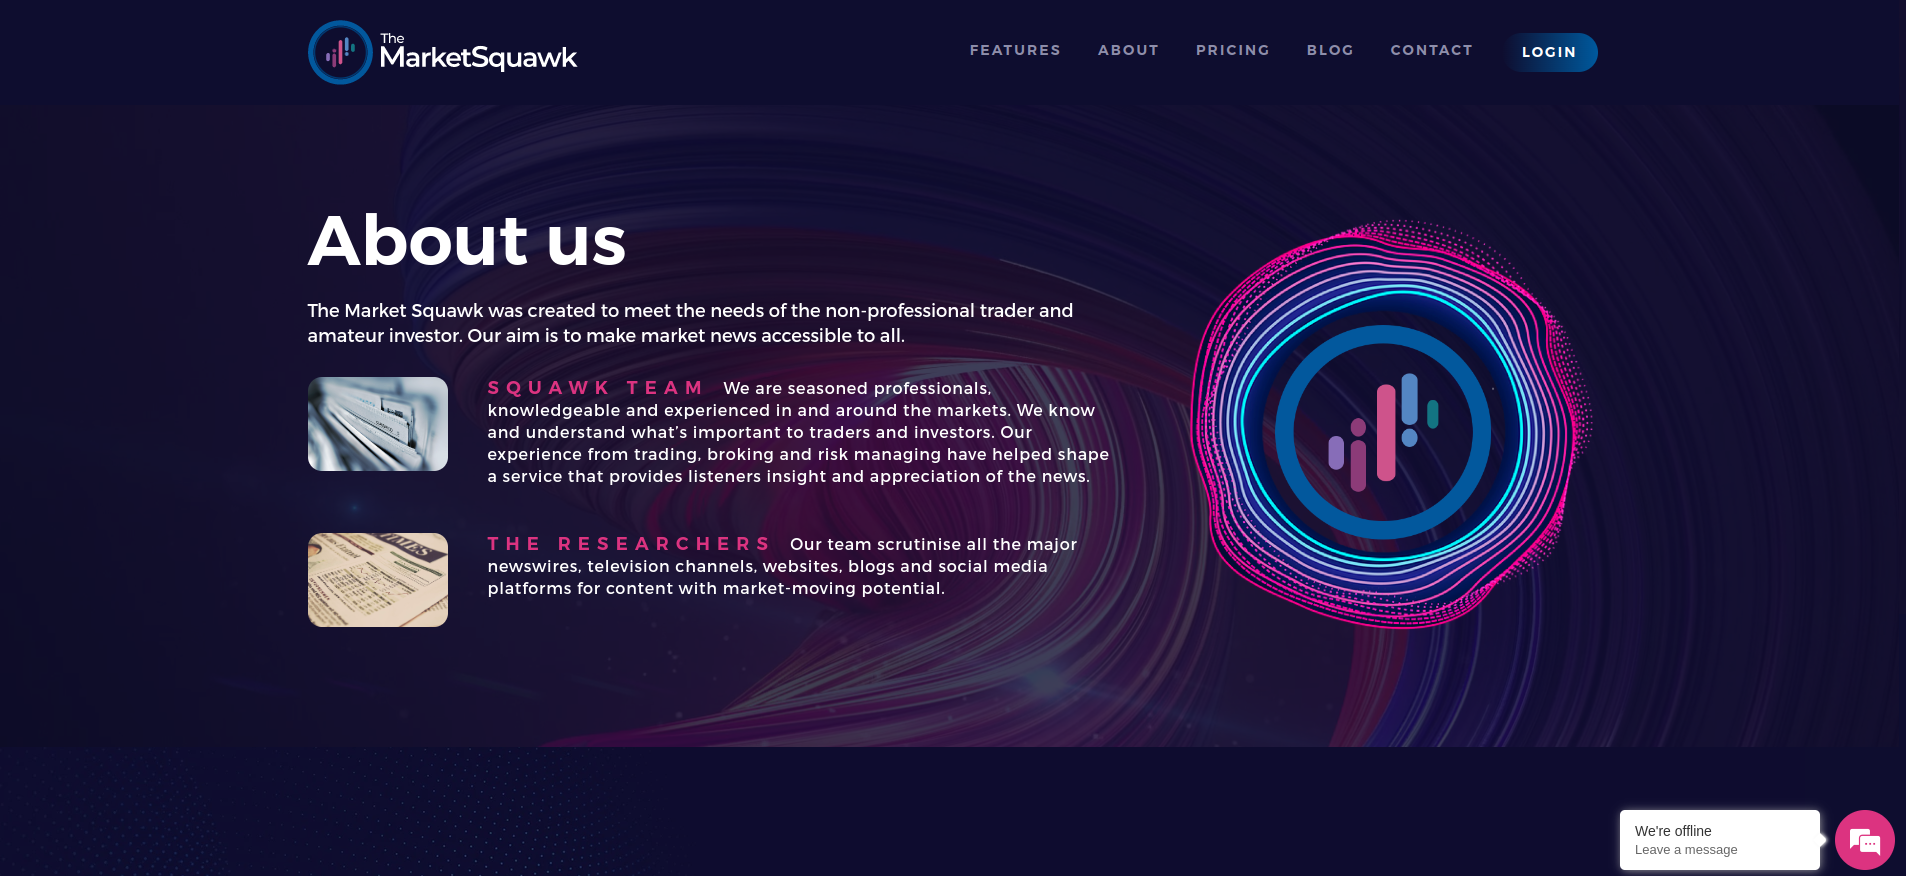 The
MarketSquawk
FEATURES ABOUT PRICING BLOG CONTACT LOGIN
About us
The Market Squawk was created to meet the needs of the non-professional trader and
amateur investor. Our aim is to make market news accessible to all.
SQUAWK TEAM We are seasoned professionals,
knowledgeable and experienced in and around the markets. We know
and understand what's important to traders and investors. Our
experience from trading, broking and risk managing have helped shape
a service that provides listeners insight and appreciation of the news.
TIMES
THE RESEARCHERS Our team scrutinise all the major
newswires, television channels, websites, blogs and social media
platforms for content with market-moving potential.
We're offline
Leave a message